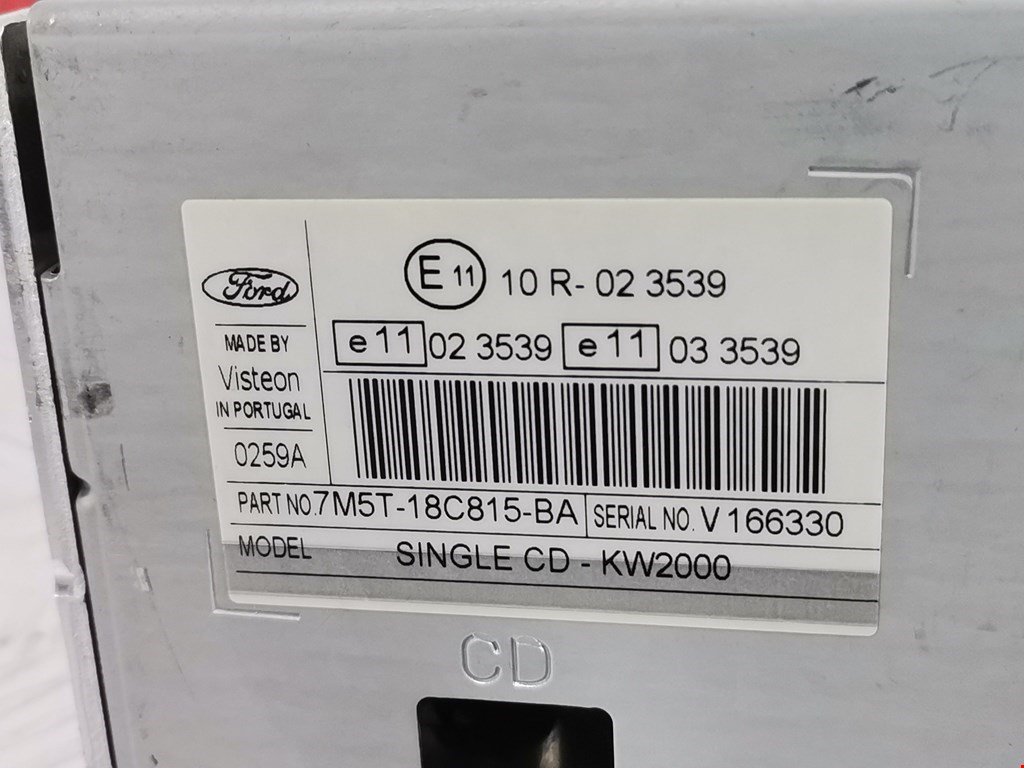 E 11 10 R- 02 3539
Ford
e 11 02 3539 e 11 03 3539
MADE BY
Visteon
IN PORTUGAL
0259A
PART NO. 7M5T-18C815-BA SERIAL NO. V 166330
MODEL SINGLE CD - KW2000
CD